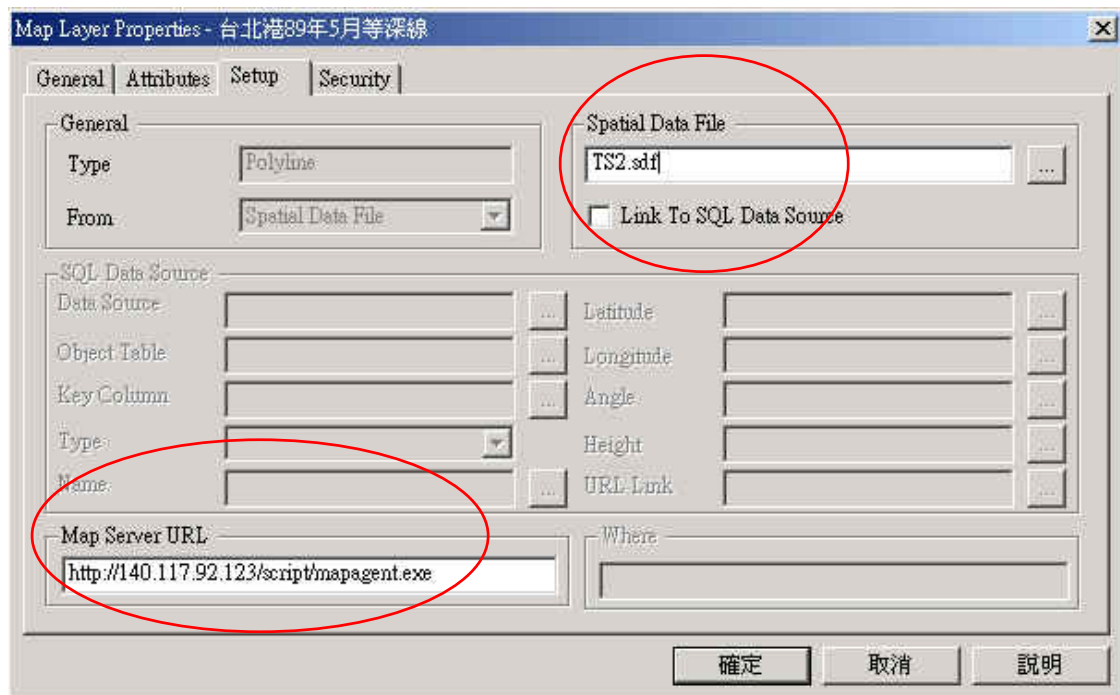 Map Layer Properties - 台北港89年5月等深線
General Attributes Setup Security
General
Type Polyline
From Spatial Data File
Spatial Data File
TS2.sdf
...
Link To SQL Data Source
SQL Data Source
Data Source ... Latitude ...
Object Table ... Longitude ...
Key Column ... Angle ...
Type Height ...
Name ... URL Link ...
Map Server URL
http://140.117.92.123/script/mapagent.exe
Where
確定 取消 說明